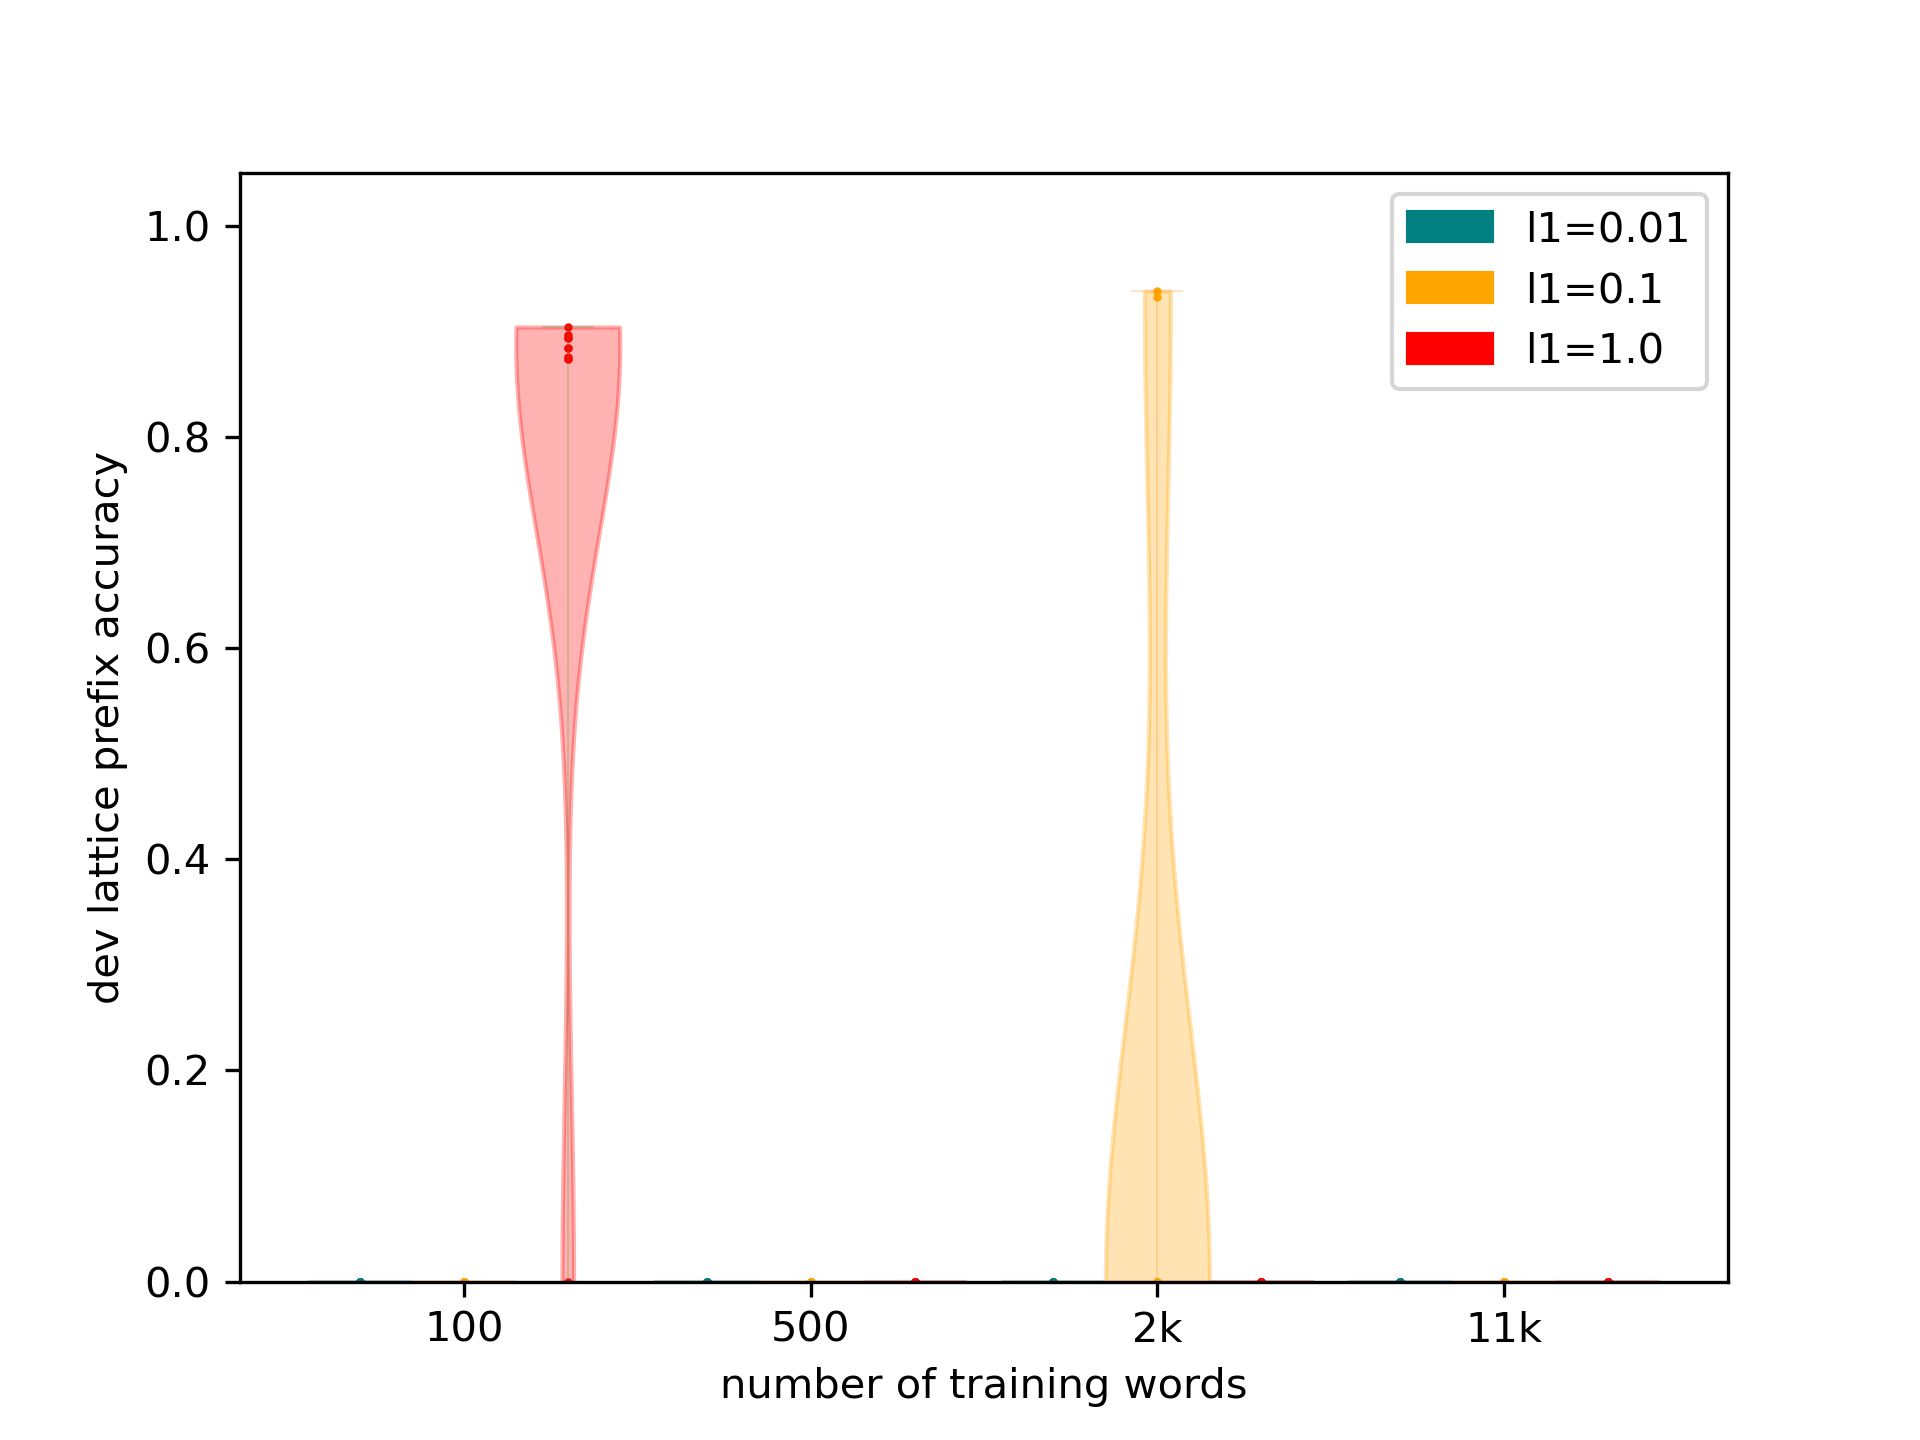 l1=0.01
l1=0.1
l1=1.0
1.0
0.8
0.6
0.4
0.2
0.0
dev lattice prefix accuracy
100 500 2k 11k
number of training words